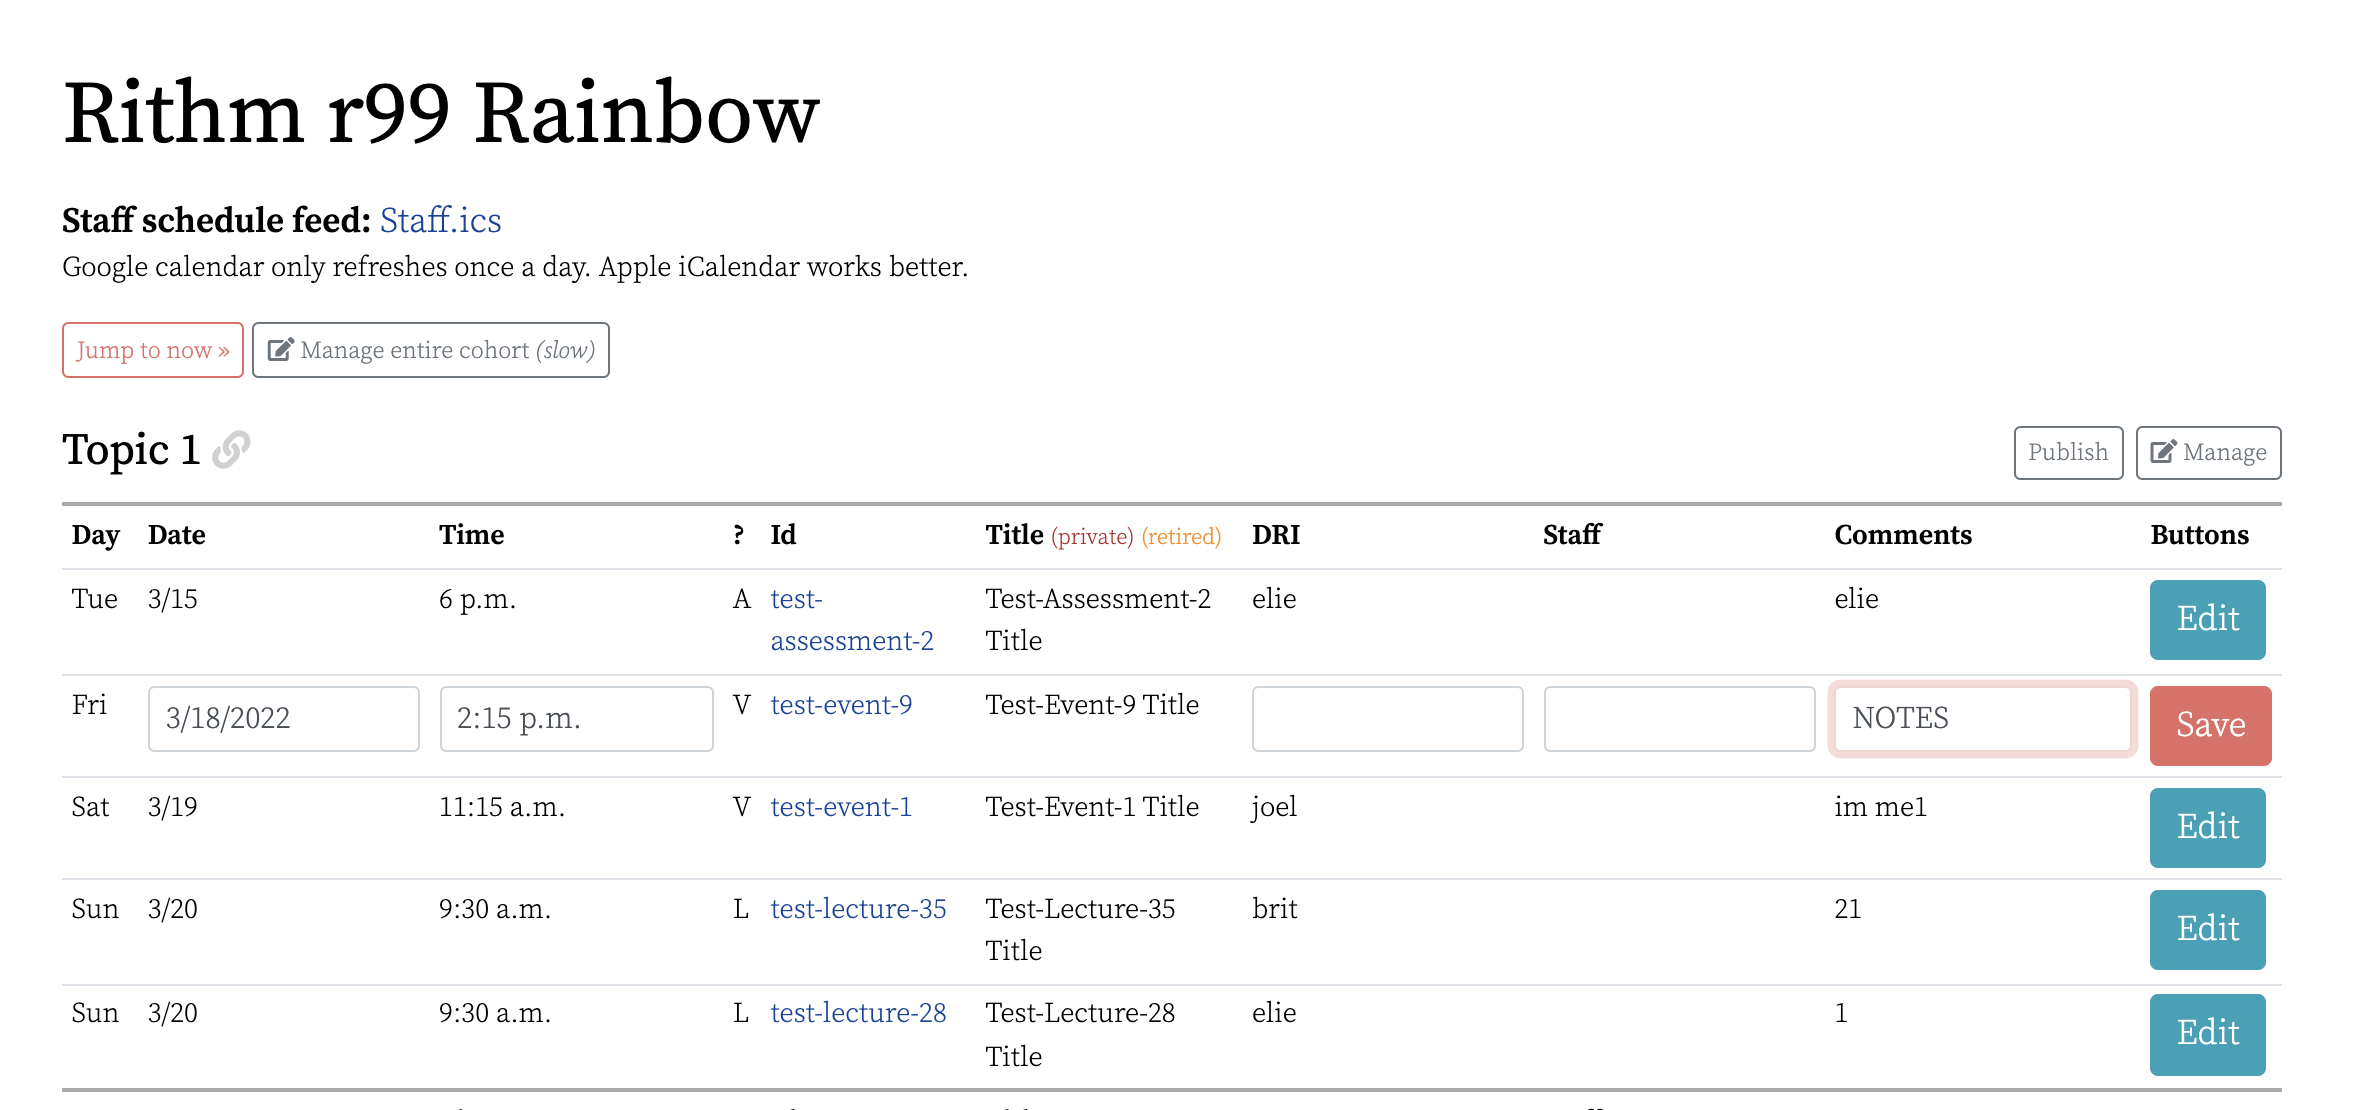 Rithm r99 Rainbow
Staff schedule feed: Staff.ics
Google calendar only refreshes once a day. Apple iCalendar works better.
Jump to now » Manage entire cohort (slow)
Topic 1 Publish Manage
Day Date Time ? Id Title (private) (retired) DRI Staff Comments Buttons
Tue 3/15 6 p.m. A test- Test-Assessment-2 elie elie Edit
assessment-2 Title
Fri 3/18/2022 2:15 p.m. V test-event-9 Test-Event-9 Title NOTES Save
Sat 3/19 11:15 a.m. V test-event-1 Test-Event-1 Title joel im me1 Edit
Sun 3/20 9:30 a.m. L test-lecture-35 Test-Lecture-35 brit 21 Edit
Title
Sun 3/20 9:30 a.m. L test-lecture-28 Test-Lecture-28 elie 1 Edit
Title